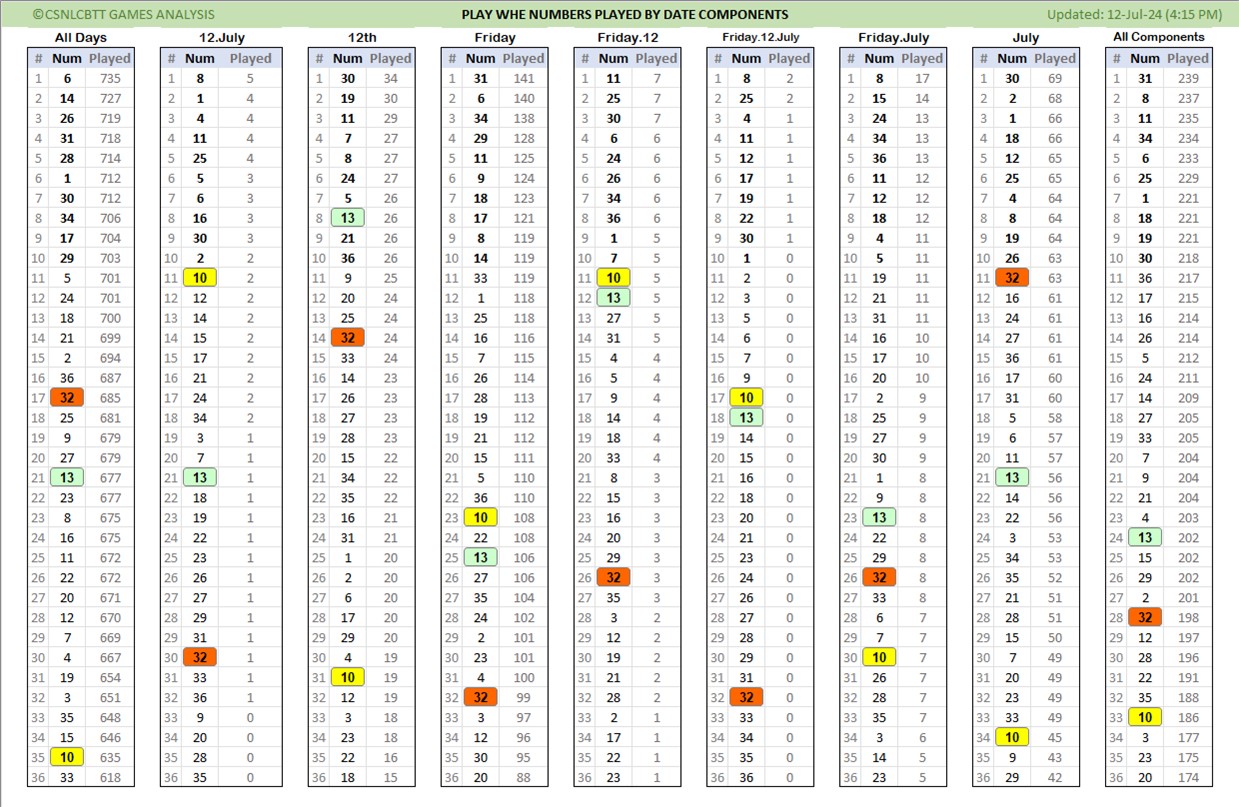 ©CSNLCBTT GAMES ANALYSIS PLAY WHE NUMBERS PLAYED BY DATE COMPONENTS Updated: 12-Jul-24 (4:15 PM)
All Days 12.July 12th Friday Friday.12 Friday.12.July Friday.July July All Components
# Num Played # Num Played # Num Played # Num Played # Num Played # Num Played # Num Played # Num Played # Num Played
1 6 735 1 8 5 1 30 34 1 31 141 1 11 7 1 8 2 1 8 17 1 30 69 1 31 239
2 14 727 2 1 4 2 19 30 2 6 140 2 25 7 2 25 2 2 15 14 2 2 68 2 8 237
3 26 719 3 4 4 3 11 29 3 34 138 3 30 7 3 4 1 3 24 13 3 1 66 3 11 235
4 31 718 4 11 4 4 7 27 4 29 128 4 6 6 4 11 1 4 34 13 4 18 66 4 34 234
5 28 714 5 25 4 5 8 27 5 11 125 5 24 6 5 12 1 5 36 13 5 12 65 5 6 233
6 1 712 6 5 3 6 24 27 6 9 124 6 26 6 6 17 1 6 11 12 6 25 65 6 25 229
7 30 712 7 6 3 7 5 26 7 18 123 7 34 6 7 19 1 7 12 12 7 4 64 7 1 221
8 34 706 8 16 3 8 13 26 8 17 121 8 36 6 8 22 1 8 18 12 8 8 64 8 18 221
9 17 704 9 30 3 9 21 26 9 8 119 9 1 5 9 30 1 9 4 11 9 19 64 9 19 221
10 29 703 10 2 2 10 36 26 10 14 119 10 7 5 10 1 0 10 5 11 10 26 63 10 30 218
11 5 701 11 10 2 11 9 25 11 33 119 11 10 5 11 2 0 11 19 11 11 32 63 11 36 217
12 24 701 12 12 2 12 20 24 12 1 118 12 13 5 12 3 0 12 21 11 12 16 61 12 17 215
13 18 700 13 14 2 13 25 24 13 25 118 13 27 5 13 5 0 13 31 11 13 24 61 13 16 214
14 21 699 14 15 2 14 32 24 14 16 116 14 31 5 14 6 0 14 16 10 14 27 61 14 26 214
15 2 694 15 17 2 15 33 24 15 7 115 15 4 4 15 7 0 15 17 10 15 36 61 15 5 212
16 36 687 16 21 2 16 14 23 16 26 114 16 5 4 16 9 0 16 20 10 16 17 60 16 24 211
17 32 685 17 24 2 17 26 23 17 28 113 17 9 4 17 10 0 17 2 9 17 31 60 17 14 209
18 25 681 18 34 2 18 27 23 18 19 112 18 14 4 18 13 0 18 25 9 18 5 58 18 27 205
19 9 679 19 3 1 19 28 23 19 21 112 19 18 4 19 14 0 19 27 9 19 6 57 19 33 205
20 27 679 20 7 1 20 15 22 20 15 111 20 33 4 20 15 0 20 30 9 20 11 57 20 7 204
21 13 677 21 13 1 21 34 22 21 5 110 21 8 3 21 16 0 21 1 8 21 13 56 21 9 204
22 23 677 22 18 1 22 35 22 22 36 110 22 15 3 22 18 0 22 9 8 22 14 56 22 21 204
23 8 675 23 19 1 23 16 21 23 10 108 23 16 3 23 20 0 23 13 8 23 22 56 23 4 203
24 16 675 24 22 1 24 31 21 24 22 108 24 20 3 24 21 0 24 22 8 24 3 53 24 13 202
25 11 672 25 23 1 25 1 20 25 13 106 25 29 3 25 23 0 25 29 8 25 34 53 25 15 202
26 22 672 26 26 1 26 2 20 26 27 106 26 32 3 26 24 0 26 32 8 26 35 52 26 29 202
27 20 671 27 27 1 27 6 20 27 35 104 27 35 3 27 26 0 27 33 8 27 21 51 27 2 201
28 12 670 28 29 1 28 17 20 28 24 102 28 3 2 28 27 0 28 6 7 28 28 51 28 32 198
29 7 669 29 31 1 29 29 20 29 2 101 29 12 2 29 28 0 29 7 7 29 15 50 29 12 197
30 4 667 30 32 1 30 4 19 30 23 101 30 19 2 30 29 0 30 10 7 30 7 49 30 28 196
31 19 654 31 33 1 31 10 19 31 4 100 31 21 2 31 31 0 31 26 7 31 20 49 31 22 191
32 3 651 32 36 1 32 12 19 32 32 99 32 28 2 32 32 0 32 28 7 32 23 49 32 35 188
33 35 648 33 9 0 33 3 18 33 3 97 33 2 1 33 33 0 33 35 7 33 33 49 33 10 186
34 15 646 34 20 0 34 23 18 34 12 96 34 17 1 34 34 0 34 3 6 34 10 45 34 3 177
35 10 635 35 28 0 35 22 16 35 30 95 35 22 1 35 35 0 35 14 5 35 9 43 35 23 175
36 33 618 36 35 0 36 18 15 36 20 88 36 23 1 36 36 0 36 23 5 36 29 42 36 20 174